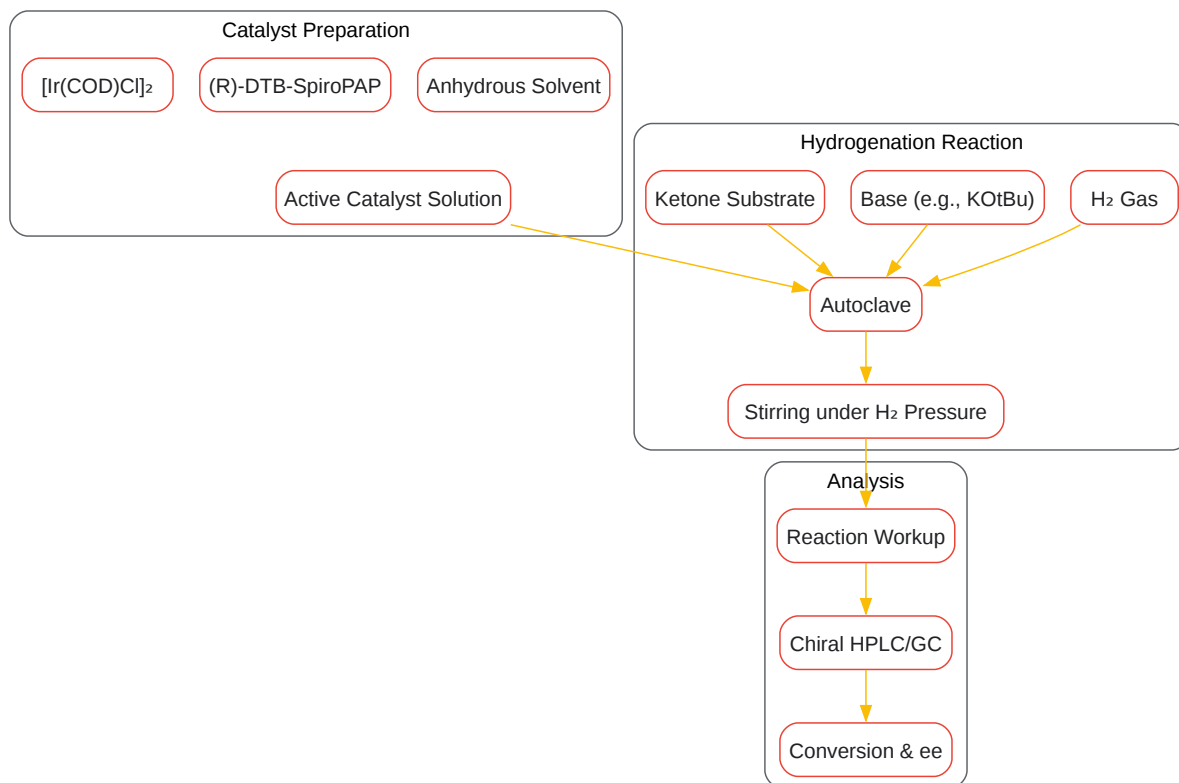 Catalyst Preparation
[Ir(COD)Cl]₂
(R)-DTB-SpiroPAP
Anhydrous Solvent
Active Catalyst Solution
Hydrogenation Reaction
Ketone Substrate
Base (e.g., KOtBu)
H₂ Gas
Autoclave
Stirring under H₂ Pressure
Analysis
Reaction Workup
Chiral HPLC/GC
Conversion & ee